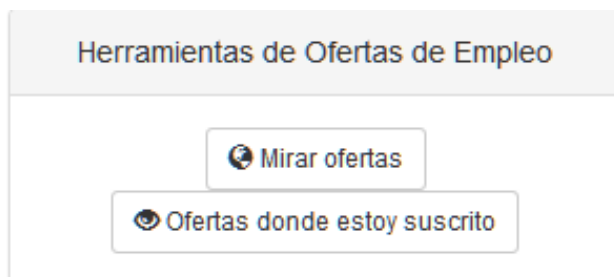 Herramientas de Ofertas de Empleo
Mirar ofertas
Ofertas donde estoy suscrito